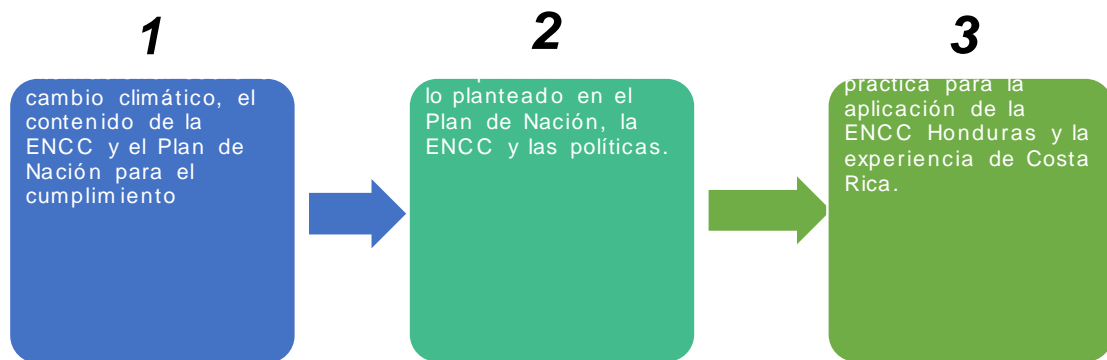 1
cambio climático, el
contenido de la
ENCC y el Plan de
Nación para el
cumplimiento
2
lo planteado en el
Plan de Nación, la
ENCC y las políticas.
3
práctica para la
aplicación de la
ENCC Honduras y la
experiencia de Costa
Rica.